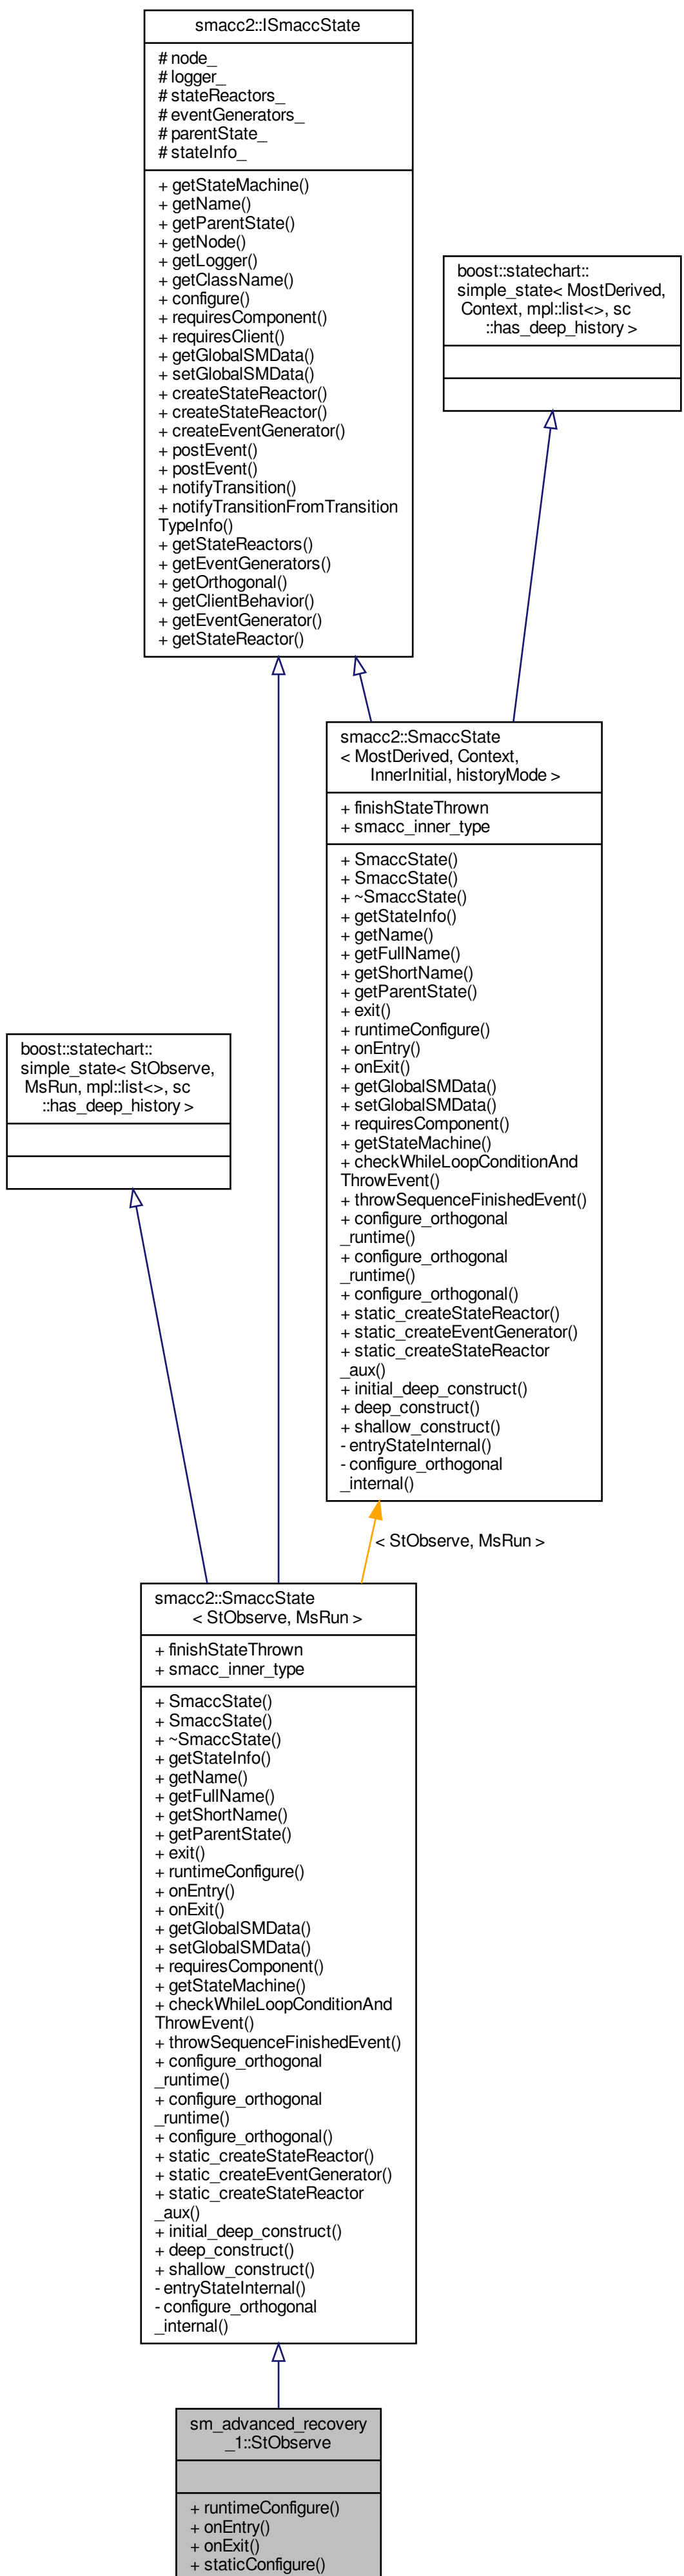 smacc2::ISmaccState
# node_
# logger_
# stateReactors_
# eventGenerators_
# parentState_
# stateInfo_
+ getStateMachine()
+ getName()
+ getParentState()
+ getNode()
+ getLogger()
+ getClassName()
+ configure()
+ requiresComponent()
+ requiresClient()
+ getGlobalSMData()
+ setGlobalSMData()
+ createStateReactor()
+ createStateReactor()
+ createEventGenerator()
+ postEvent()
+ postEvent()
+ notifyTransition()
+ notifyTransitionFromTransition
TypeInfo()
+ getStateReactors()
+ getEventGenerators()
+ getOrthogonal()
+ getClientBehavior()
+ getEventGenerator()
+ getStateReactor()
boost::statechart::
simple_state< MostDerived,
Context, mpl::list<>, sc
::has_deep_history >
smacc2::SmaccState
< MostDerived, Context,
InnerInitial, historyMode >
+ finishStateThrown
+ smacc_inner_type
+ SmaccState()
+ SmaccState()
+ ~SmaccState()
+ getStateInfo()
+ getName()
+ getFullName()
+ getShortName()
+ getParentState()
+ exit()
+ runtimeConfigure()
+ onEntry()
+ onExit()
+ getGlobalSMData()
+ setGlobalSMData()
+ requiresComponent()
+ getStateMachine()
+ checkWhileLoopConditionAnd
ThrowEvent()
+ throwSequenceFinishedEvent()
+ configure_orthogonal
_runtime()
+ configure_orthogonal
_runtime()
+ configure_orthogonal()
+ static_createStateReactor()
+ static_createEventGenerator()
+ static_createStateReactor
_aux()
+ initial_deep_construct()
+ deep_construct()
+ shallow_construct()
- entryStateInternal()
- configure_orthogonal
_internal()
boost::statechart::
simple_state< StObserve,
MsRun, mpl::list<>, sc
::has_deep_history >
< StObserve, MsRun >
smacc2::SmaccState
< StObserve, MsRun >
+ finishStateThrown
+ smacc_inner_type
+ SmaccState()
+ SmaccState()
+ ~SmaccState()
+ getStateInfo()
+ getName()
+ getFullName()
+ getShortName()
+ getParentState()
+ exit()
+ runtimeConfigure()
+ onEntry()
+ onExit()
+ getGlobalSMData()
+ setGlobalSMData()
+ requiresComponent()
+ getStateMachine()
+ checkWhileLoopConditionAnd
ThrowEvent()
+ throwSequenceFinishedEvent()
+ configure_orthogonal
_runtime()
+ configure_orthogonal
_runtime()
+ configure_orthogonal()
+ static_createStateReactor()
+ static_createEventGenerator()
+ static_createStateReactor
_aux()
+ initial_deep_construct()
+ deep_construct()
+ shallow_construct()
- entryStateInternal()
- configure_orthogonal
_internal()
sm_advanced_recovery
_1::StObserve
+ runtimeConfigure()
+ onEntry()
+ onExit()
+ staticConfigure()